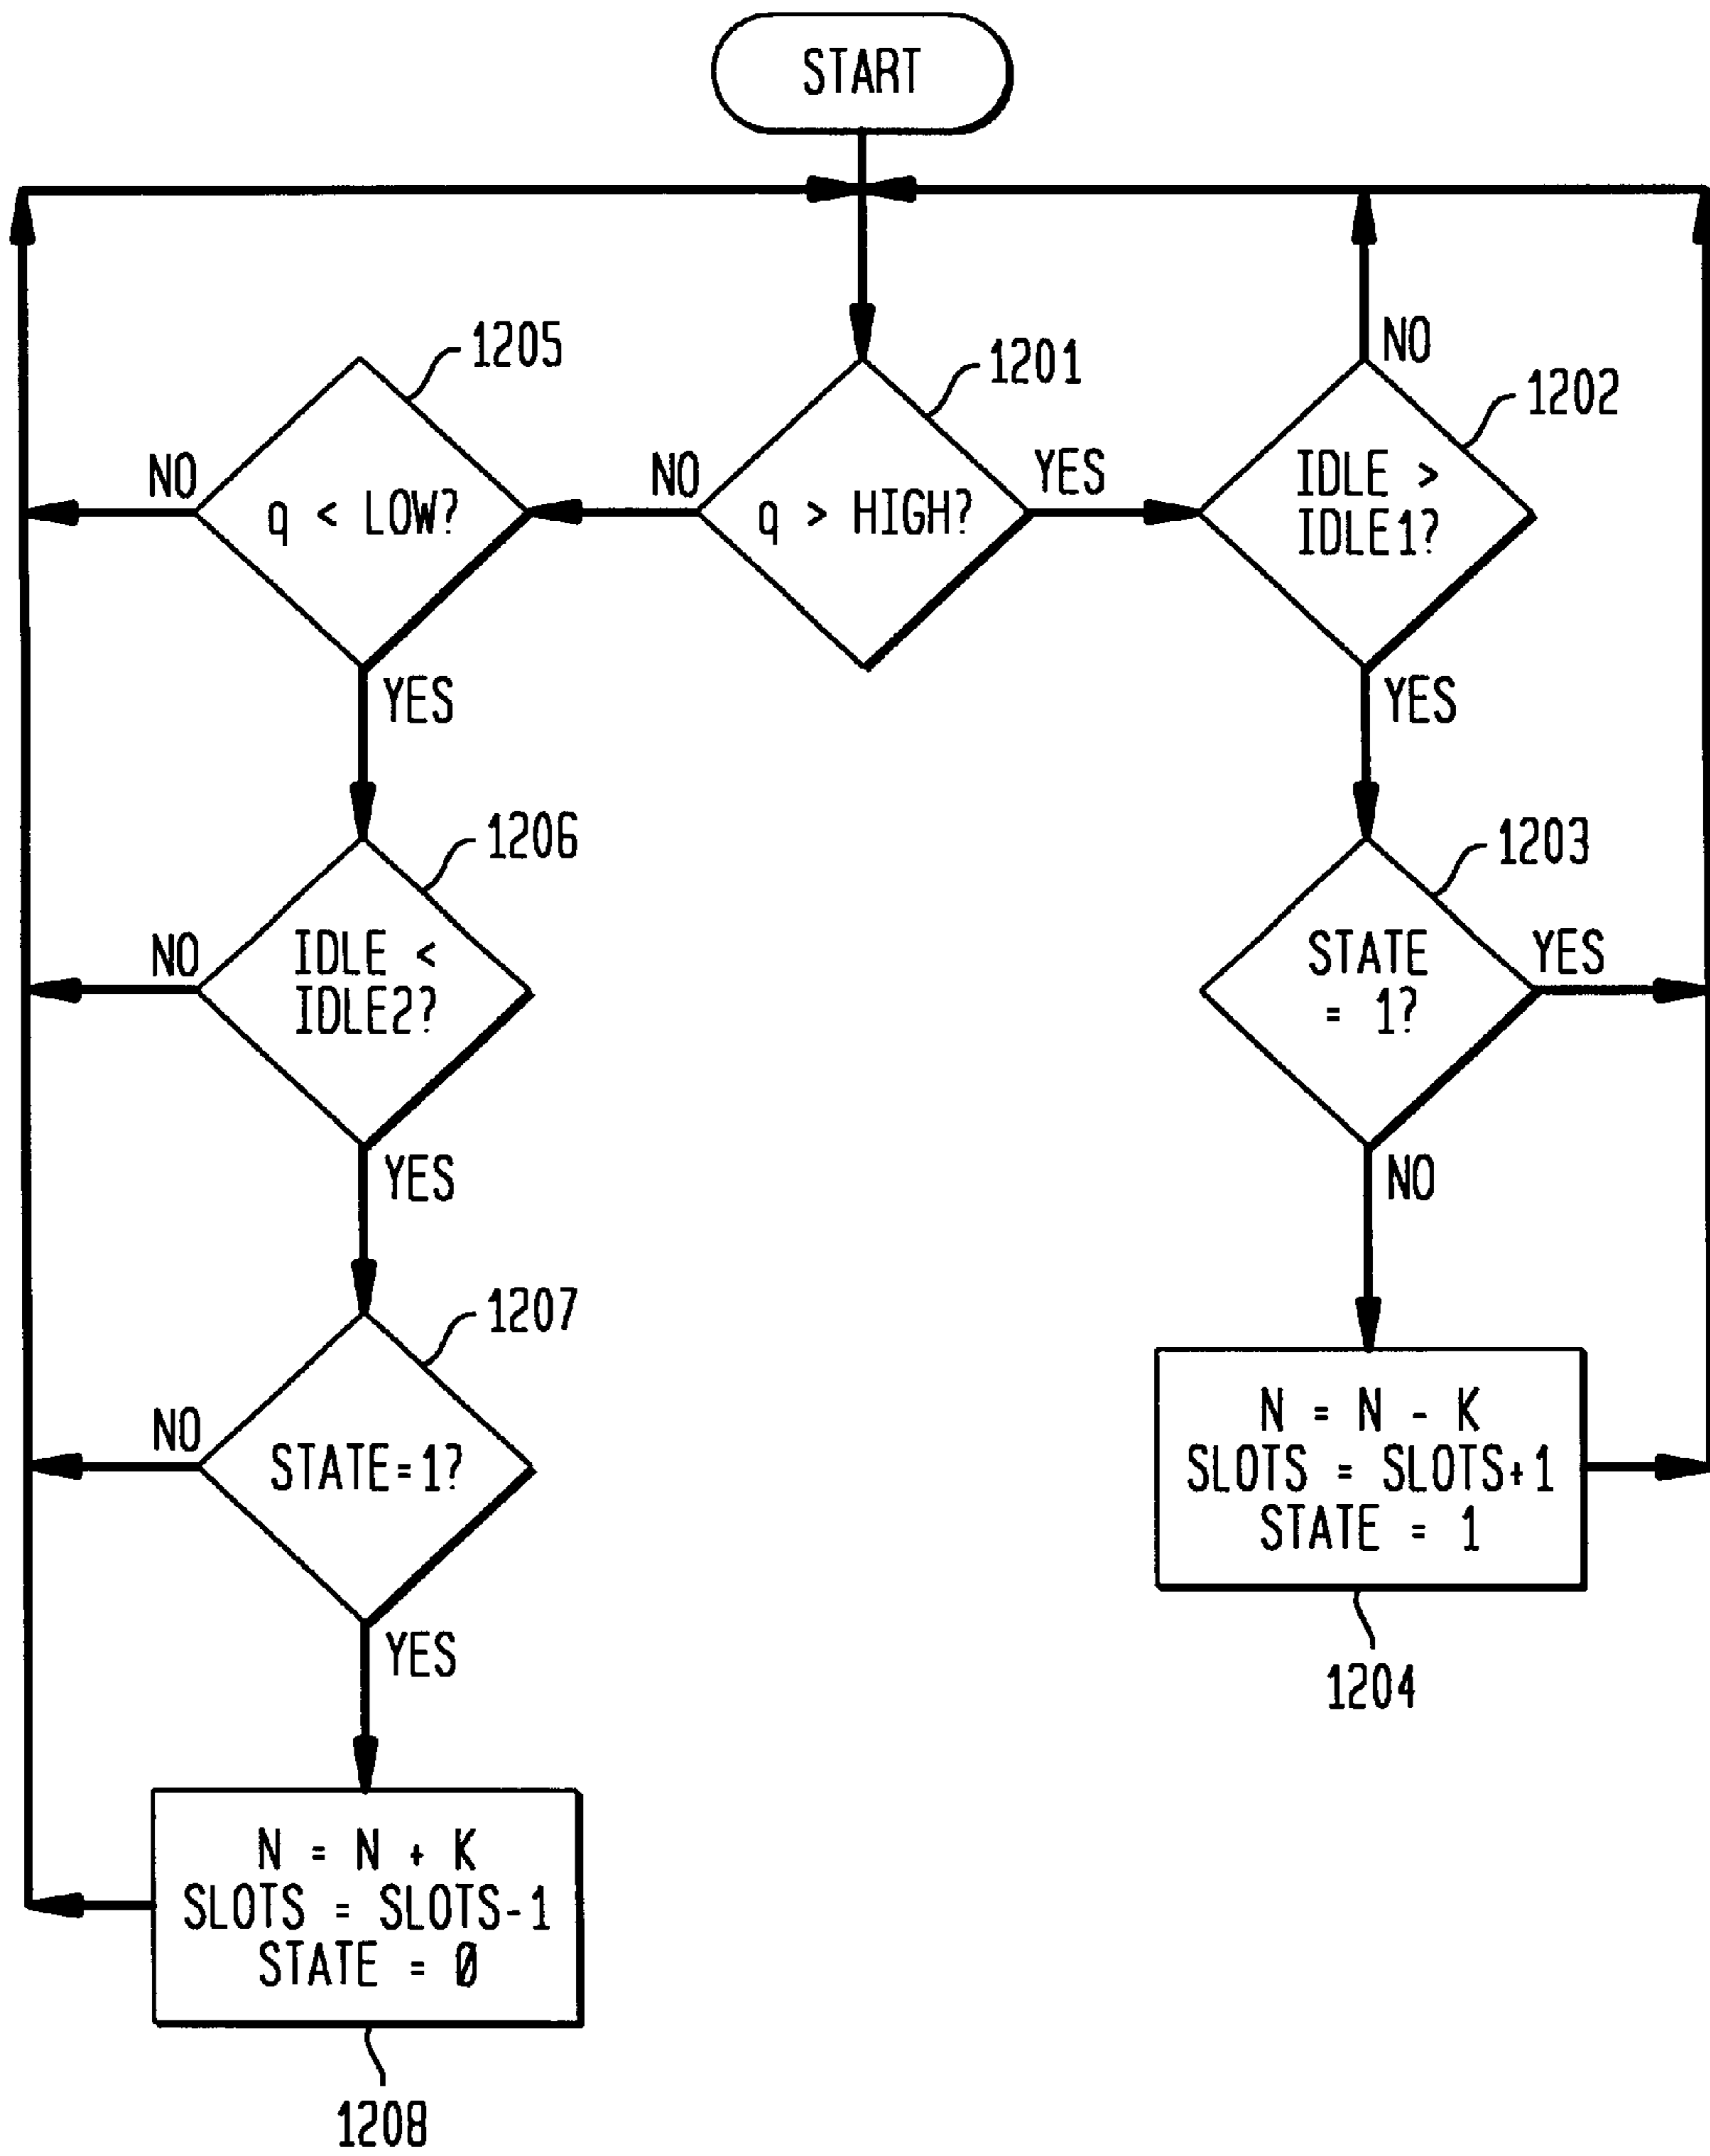 START
1205
1201
1202
NO
NO
q < LOW?
NO
q > HIGH?
YES
IDLE >
IDLE1?
YES
YES
1206
1203
NO
IDLE <
IDLE2?
STATE
= 1?
YES
YES
NO
1207
NO
STATE=1?
N = N - K
SLOTS = SLOTS+1
STATE = 1
YES
1204
N = N + K
SLOTS = SLOTS-1
STATE = Ø
1208